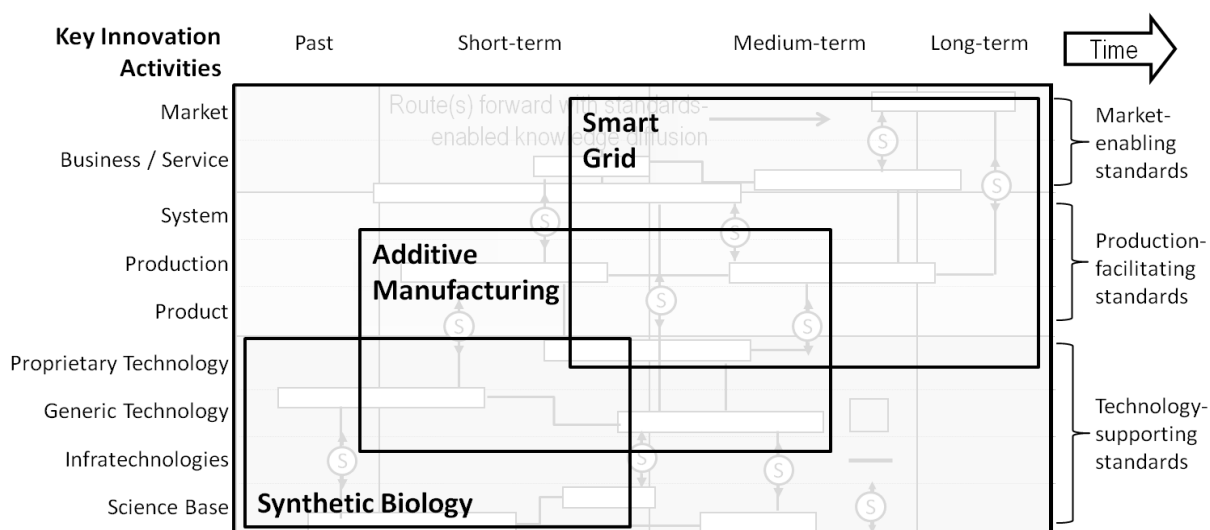 Key Innovation
Activities
Past
Short-term
Medium-term
Long-term
Time
Market
Business / Service
System
Production
Product
Proprietary Technology
Generic Technology
Infratechnologies
Science Base
Route(s) forward with standards-
enabled knowledge diffusion
Smart
Grid
Additive
Manufacturing
Synthetic Biology
S
S
S
S
S
S
S
S
S
S
S
Market-
enabling
standards
Production-
facilitating
standards
Technology-
supporting
standards